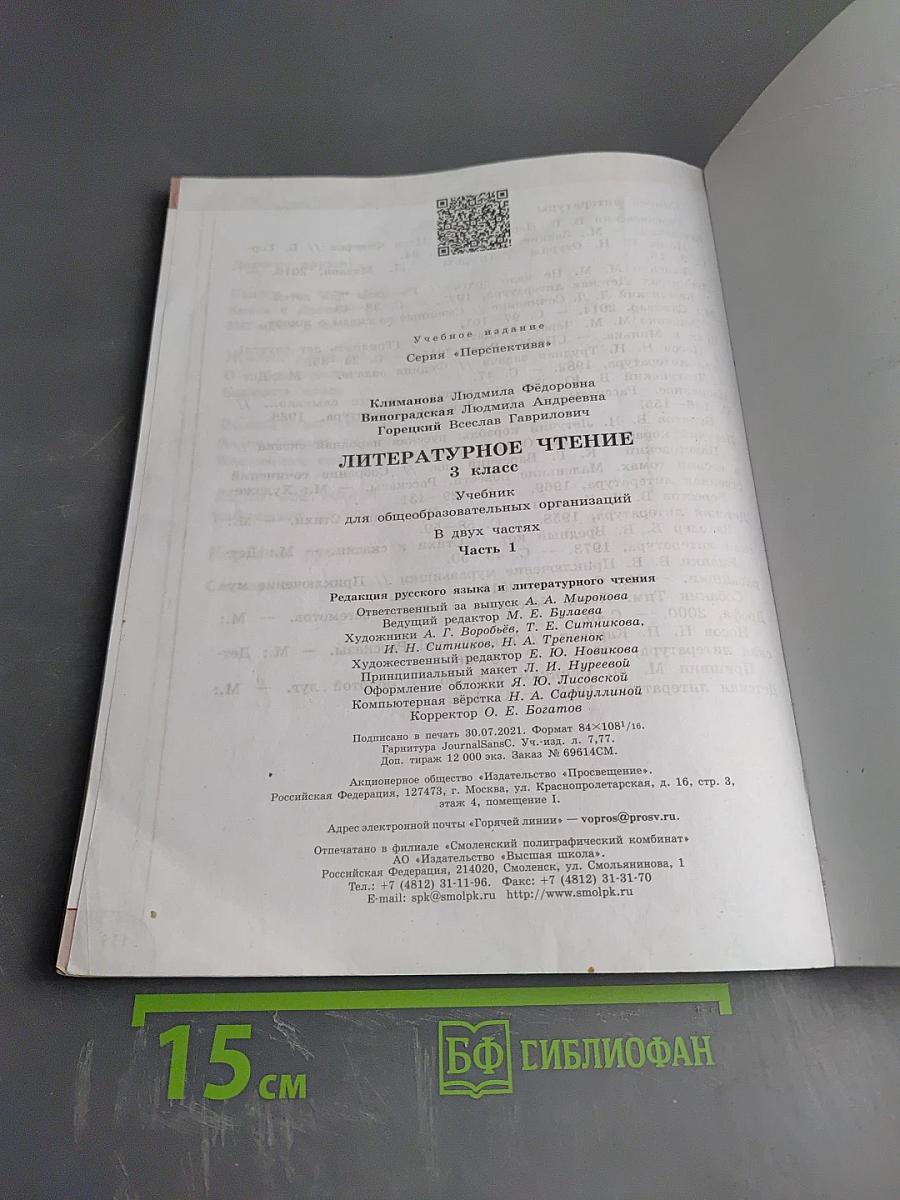 Учебное издание
Серия «Перспектива»
Климанова Людмила Фёдоровна
Виноградская Людмила Андреевна
Горецкий Всеслав Гаврилович
ЛИТЕРАТУРНОЕ ЧТЕНИЕ
3 класс
Учебник
для общеобразовательных организаций
В двух частях
Часть 1
Редакция русского языка и литературного чтения
Ответственный за выпуск А. А. Миронова
Ведущий редактор М. Е. Булаева
Художники А. Г. Воробьёв, Т. Е. Ситникова,
И. Н. Ситников, Н. А. Трепенок
Художественный редактор Е. Ю. Новикова
Принципиальный макет Л. И. Нуреевой
Оформление обложки Я. Ю. Лисовской
Компьютерная вёрстка Н. А. Сафиуллиной
Корректор О. Е. Богатов
Подписано в печать 30.07.2021. Формат 84×108 1/16.
Гарнитура JournalSansC. Уч.-изд. л. 7,77.
Доп. тираж 12 000 экз. Заказ № 69614СМ.
Акционерное общество «Издательство «Просвещение».
Российская Федерация, 127473, г. Москва, ул. Краснопролетарская, д. 16, стр. 3,
этаж 4, помещение I.
Адрес электронной почты «Горячей линии» — vopros@prosv.ru.
Отпечатано в филиале «Смоленский полиграфический комбинат»
АО «Издательство «Высшая школа».
Российская Федерация, 214020, Смоленск, ул. Смольянинова, 1
Тел.: +7 (4812) 31-11-96. Факс: +7 (4812) 31-31-70
E-mail: spk@smolpk.ru http://www.smolpk.ru
15 см
БФ БИБЛИОФАН